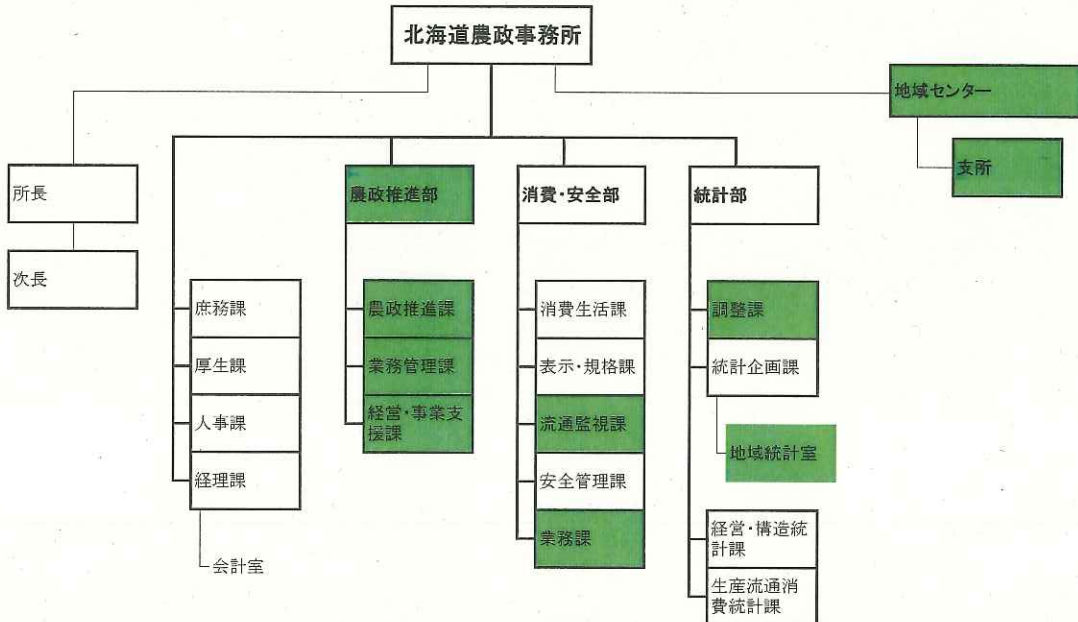 北海道農政事務所
地域センター
支所
所長
次長
農政推進部
消費・安全部
統計部
庶務課
厚生課
人事課
経理課
会計室
農政推進課
業務管理課
経営・事業支
援課
消費生活課
表示・規格課
流通監視課
安全管理課
業務課
調整課
統計企画課
地域統計室
経営・構造統
計課
生産流通消
費統計課